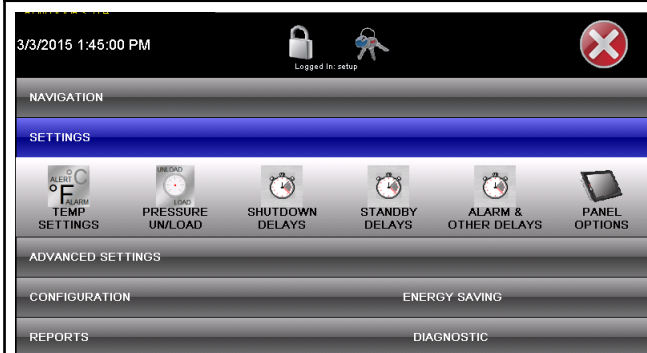 3/3/2015 1:45:00 PM
Logged In: setup
NAVIGATION
SETTINGS
ALERT °C
°F
ALARM
TEMP
SETTINGS
UNLOAD
LOAD
PRESSURE
UN/LOAD
SHUTDOWN
DELAYS
STANDBY
DELAYS
ALARM &
OTHER DELAYS
PANEL
OPTIONS
ADVANCED SETTINGS
CONFIGURATION
ENERGY SAVING
REPORTS
DIAGNOSTIC